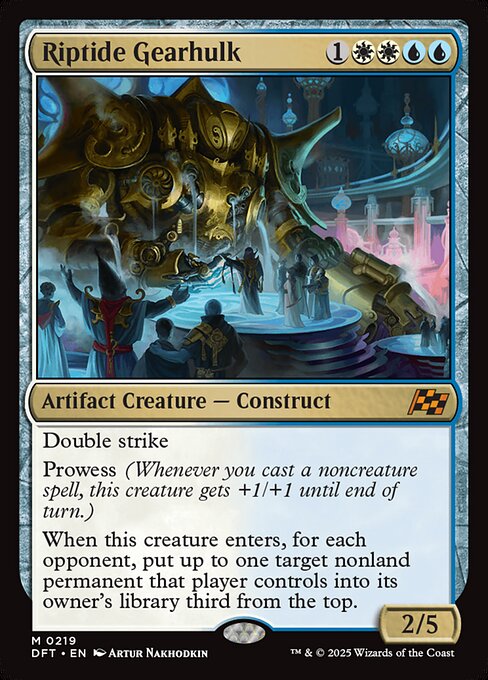 Riptide Gearhulk 1
Artifact Creature — Construct
Double strike
Prowess (Whenever you cast a noncreature
spell, this creature gets +1/+1 until end of
turn.)
When this creature enters, for each
opponent, put up to one target nonland
permanent that player controls into its
owner's library third from the top.
2/5
M 0219
DFT • EN Artur Nakhodkin ™ & © 2025 Wizards of the Coast